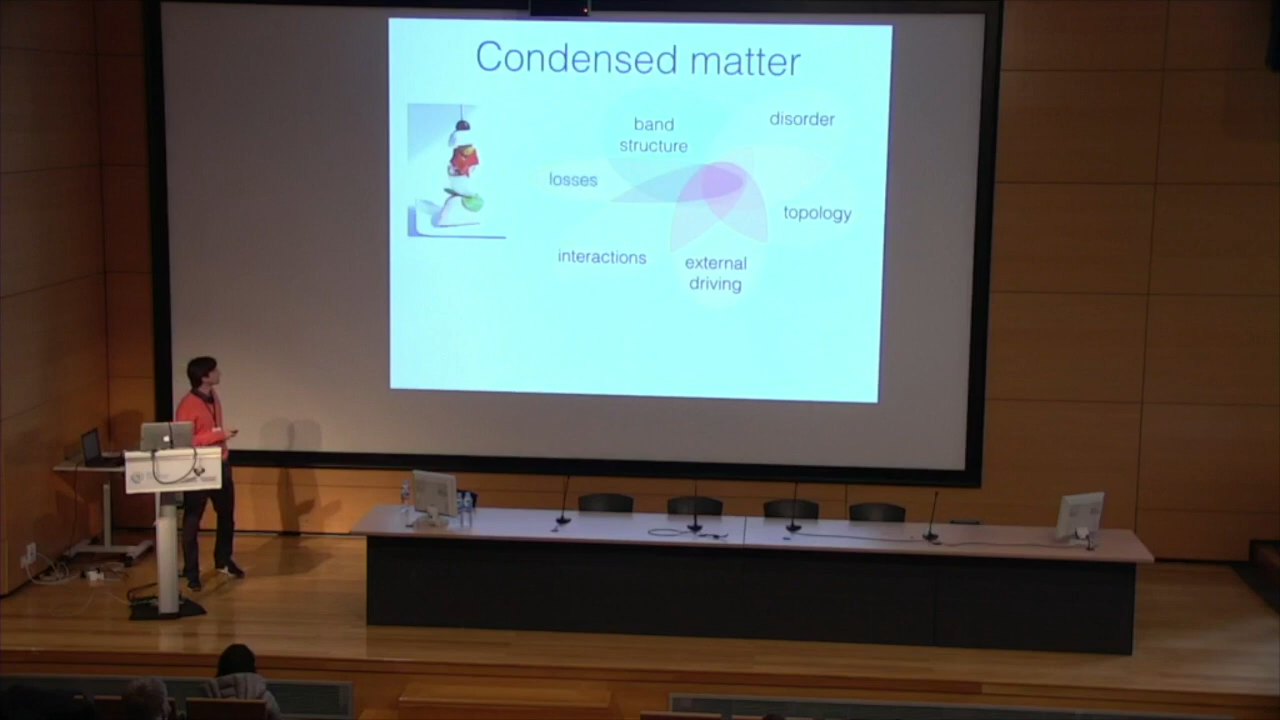 Condensed matter
band
structure
disorder
losses
topology
interactions
external
driving